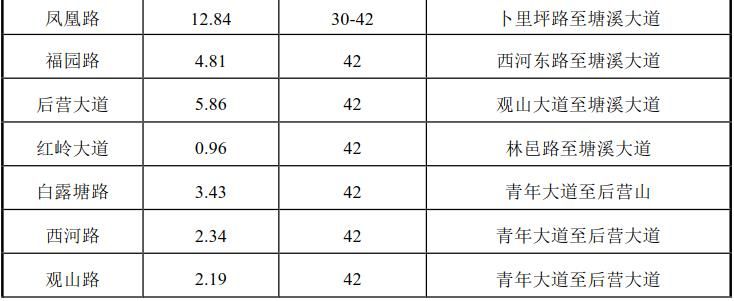 凤凰路 12.84 30-42 卜里坪路至塘溪大道
福园路 4.81 42 西河东路至塘溪大道
后营大道 5.86 42 观山大道至塘溪大道
红岭大道 0.96 42 林邑路至塘溪大道
白露塘路 3.43 42 青年大道至后营山
西河路 2.34 42 青年大道至后营大道
观山路 2.19 42 青年大道至后营大道